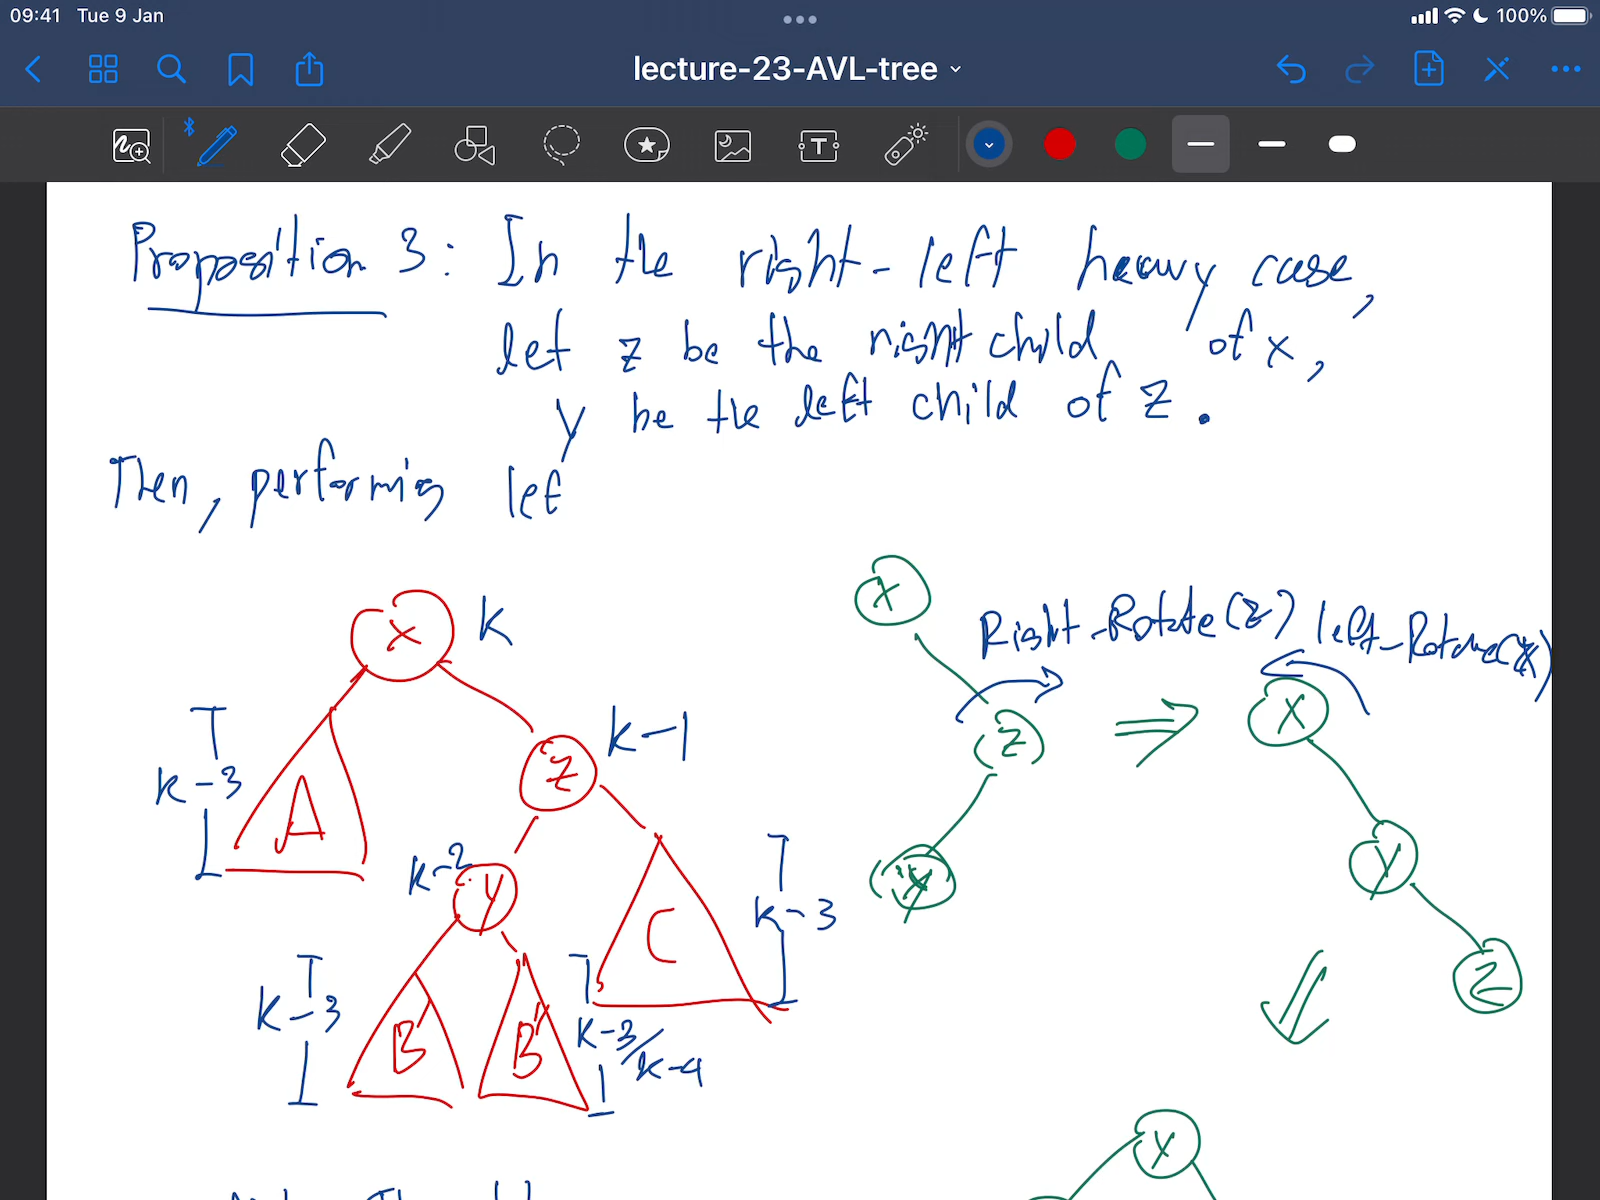 09:41 Tue 9 Jan
100%
lecture-23-AVL-tree
Proposition 3: In the right-left heavy case,
let z be the right child of x,
y be the left child of z.
Then, performing lef
x k
z k-1
k-3
A
k-2 y
C
k-3
k-3
B
B'
k-3/k-4
x
Right-Rotate(z) left-Rotate(x)
z
x
y
y
z
y